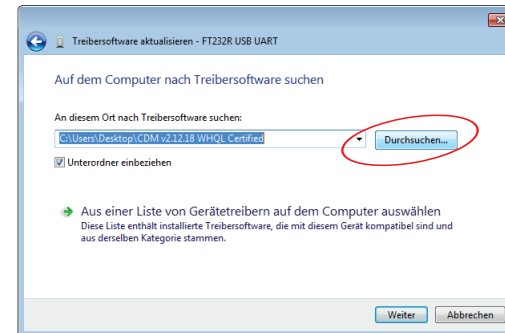 Treibersoftware aktualisieren - FT232R USB UART
Auf dem Computer nach Treibersoftware suchen
An diesem Ort nach Treibersoftware suchen:
C:\Users\Desktop\CDM v2.12.18 WHQL Certified
Durchsuchen...
Unterordner einbeziehen
Aus einer Liste von Gerätetreibern auf dem Computer auswählen
Diese Liste enthält installierte Treibersoftware, die mit diesem Gerät kompatibel sind und
aus derselben Kategorie stammen.
Weiter
Abbrechen